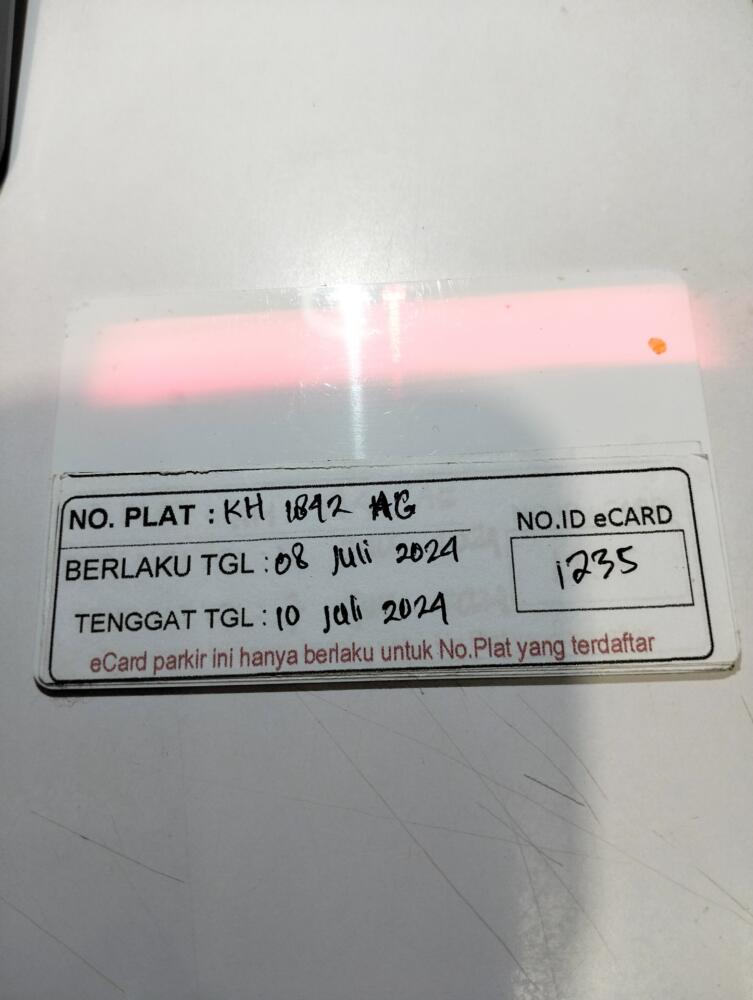 NO. PLAT : KH 1842 AG
BERLAKU TGL : 08 Juli 2024
TENGGAT TGL : 10 Juli 2024
NO.ID eCARD
1235
eCard parkir ini hanya berlaku untuk No.Plat yang terdaftar